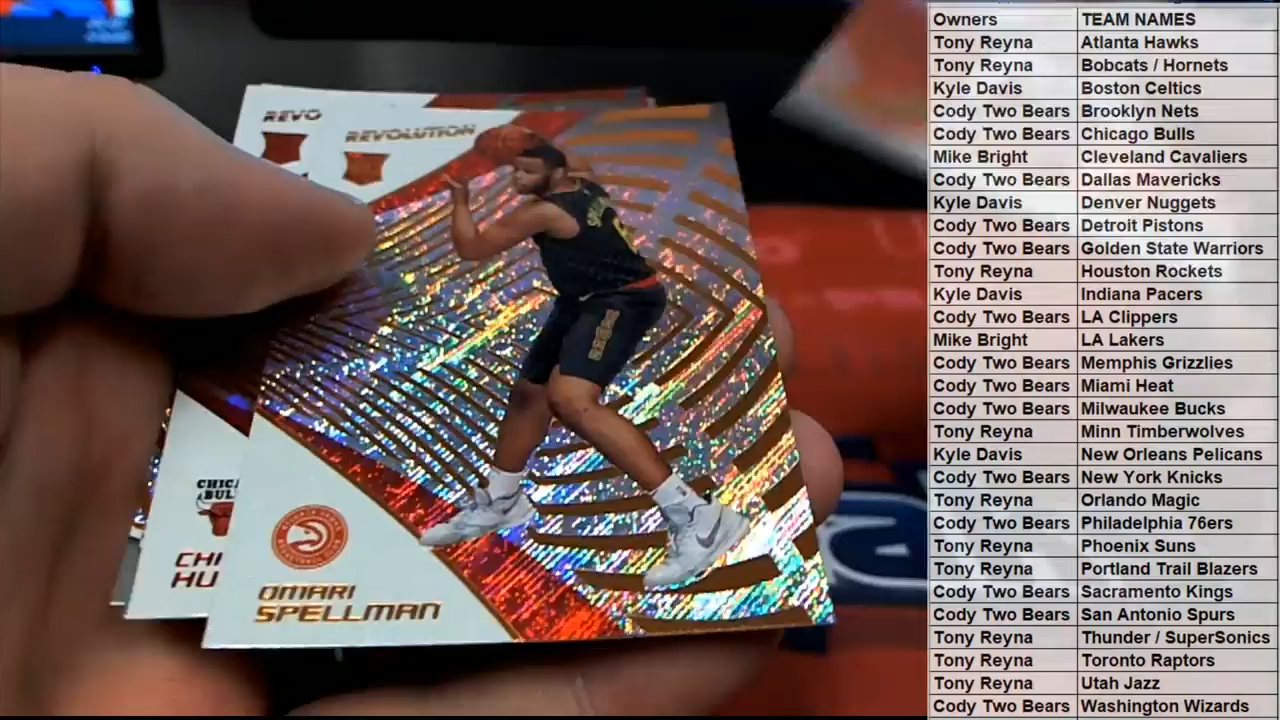 REVO
REVOLUTION
CHICA
BUL
CHI
HU
OMARI
SPELLMAN
Owners TEAM NAMES
Tony Reyna Atlanta Hawks
Tony Reyna Bobcats / Hornets
Kyle Davis Boston Celtics
Cody Two Bears Brooklyn Nets
Cody Two Bears Chicago Bulls
Mike Bright Cleveland Cavaliers
Cody Two Bears Dallas Mavericks
Kyle Davis Denver Nuggets
Cody Two Bears Detroit Pistons
Cody Two Bears Golden State Warriors
Tony Reyna Houston Rockets
Kyle Davis Indiana Pacers
Cody Two Bears LA Clippers
Mike Bright LA Lakers
Cody Two Bears Memphis Grizzlies
Cody Two Bears Miami Heat
Cody Two Bears Milwaukee Bucks
Tony Reyna Minn Timberwolves
Kyle Davis New Orleans Pelicans
Cody Two Bears New York Knicks
Tony Reyna Orlando Magic
Cody Two Bears Philadelphia 76ers
Tony Reyna Phoenix Suns
Tony Reyna Portland Trail Blazers
Cody Two Bears Sacramento Kings
Cody Two Bears San Antonio Spurs
Tony Reyna Thunder / SuperSonics
Tony Reyna Toronto Raptors
Tony Reyna Utah Jazz
Cody Two Bears Washington Wizards